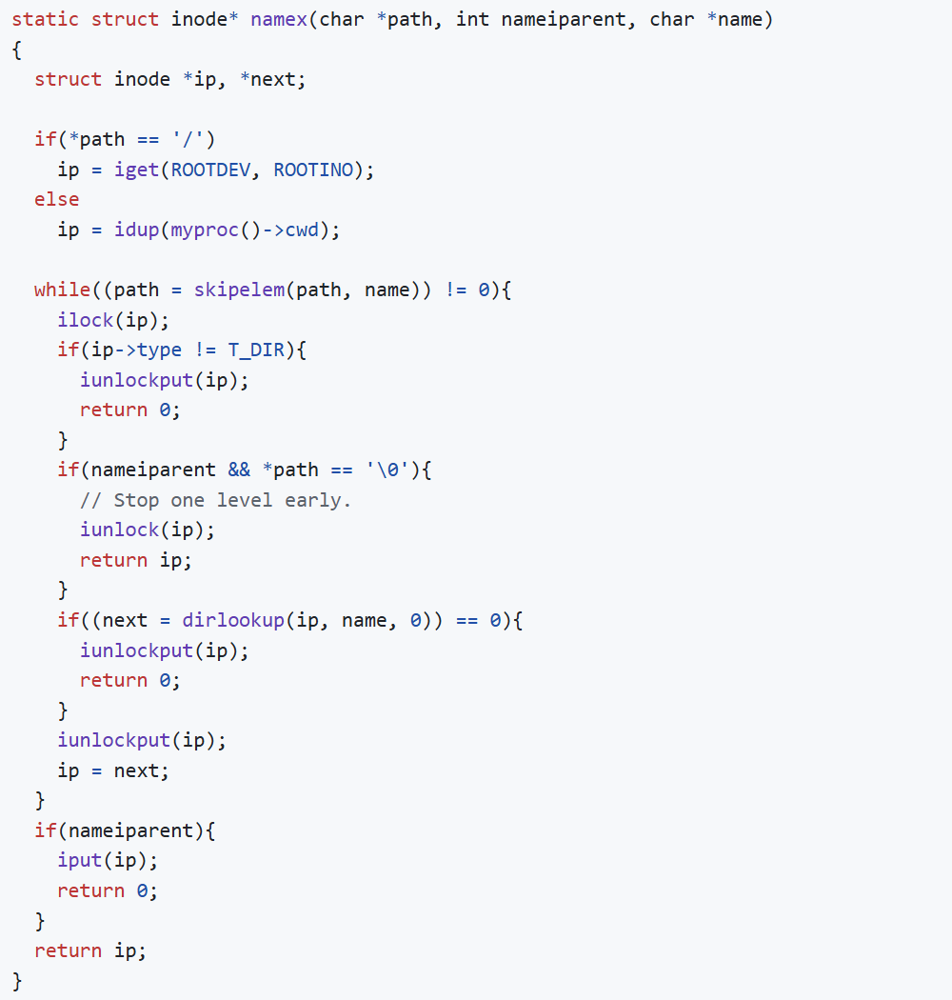 static struct inode* namex(char *path, int nameiparent, char *name)
{
  struct inode *ip, *next;

  if(*path == '/')
    ip = iget(ROOTDEV, ROOTINO);
  else
    ip = idup(myproc()->cwd);

  while((path = skipelem(path, name)) != 0){
    ilock(ip);
    if(ip->type != T_DIR){
      iunlockput(ip);
      return 0;
    }
    if(nameiparent && *path == '\0'){
      // Stop one level early.
      iunlock(ip);
      return ip;
    }
    if((next = dirlookup(ip, name, 0)) == 0){
      iunlockput(ip);
      return 0;
    }
    iunlockput(ip);
    ip = next;
  }
  if(nameiparent){
    iput(ip);
    return 0;
  }
  return ip;
}